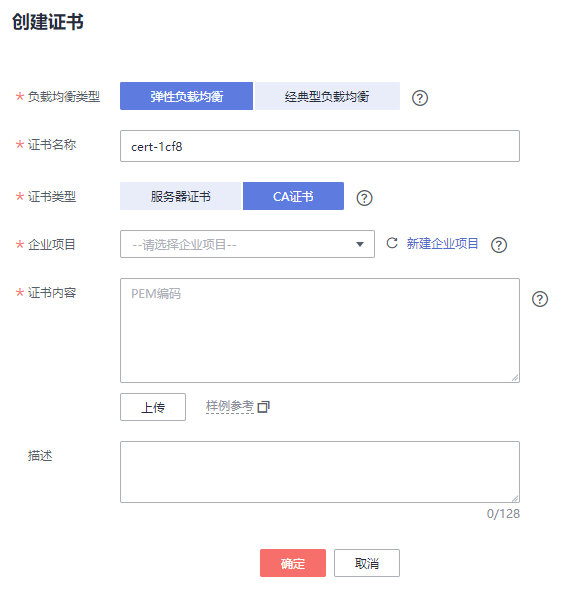 创建证书
* 负载均衡类型 弹性负载均衡 经典型负载均衡 ?
* 证书名称 cert-1cf8
* 证书类型 服务器证书 CA证书 ?
* 企业项目 --请选择企业项目-- 新建企业项目 ?
* 证书内容 PEM编码 ?
上传 样例参考
描述
0/128
确定 取消